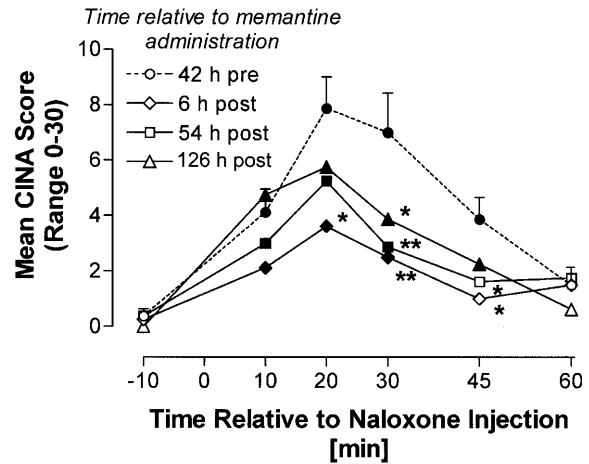 Time relative to memantine
administration
42 h pre
6 h post
54 h post
126 h post
Mean CINA Score
(Range 0-30)
10
8
6
4
2
0
*
*
**
**
*
*
-10 0 10 20 30 45 60
Time Relative to Naloxone Injection
[min]